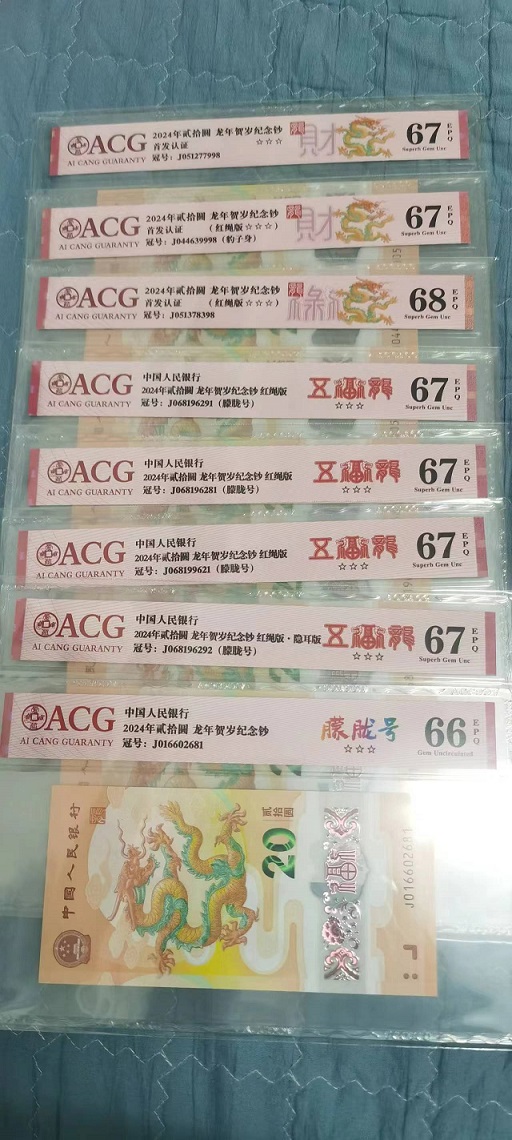 ACG
AI CANG GUARANTY
2024年贰拾圆 龙年贺岁纪念钞
首发认证 ☆☆☆
冠号：J051277998
財
67 EPQ
Superb Gem Unc
ACG
AI CANG GUARANTY
2024年贰拾圆 龙年贺岁纪念钞
首发认证 （红绳版☆☆☆）
冠号：J044639998（豹子身）
財
67 EPQ
Superb Gem Unc
ACG
AI CANG GUARANTY
2024年贰拾圆 龙年贺岁纪念钞
首发认证 （红绳版☆☆☆）
冠号：J051378398
68 EPQ
Superb Gem Unc
ACG
AI CANG GUARANTY
中国人民银行
2024年贰拾圆 龙年贺岁纪念钞 红绳版
冠号：J068196291（朦胧号）
五福龍
☆☆☆
67 EPQ
Superb Gem Unc
ACG
AI CANG GUARANTY
中国人民银行
2024年贰拾圆 龙年贺岁纪念钞 红绳版
冠号：J068196281（朦胧号）
五福龍
☆☆☆
67 EPQ
Superb Gem Unc
ACG
AI CANG GUARANTY
中国人民银行
2024年贰拾圆 龙年贺岁纪念钞 红绳版
冠号：J068199621（朦胧号）
五福龍
☆☆☆
67 EPQ
Superb Gem Unc
ACG
AI CANG GUARANTY
中国人民银行
2024年贰拾圆 龙年贺岁纪念钞 红绳版·隐耳版
冠号：J068196292（朦胧号）
五福龍
☆☆☆
67 EPQ
Superb Gem Unc
ACG
AI CANG GUARANTY
中国人民银行
2024年贰拾圆 龙年贺岁纪念钞
冠号：J016602681
朦胧号
☆☆☆
66 EPQ
Gem Uncirculated
中国人民银行
贰拾圆
20
J016602681